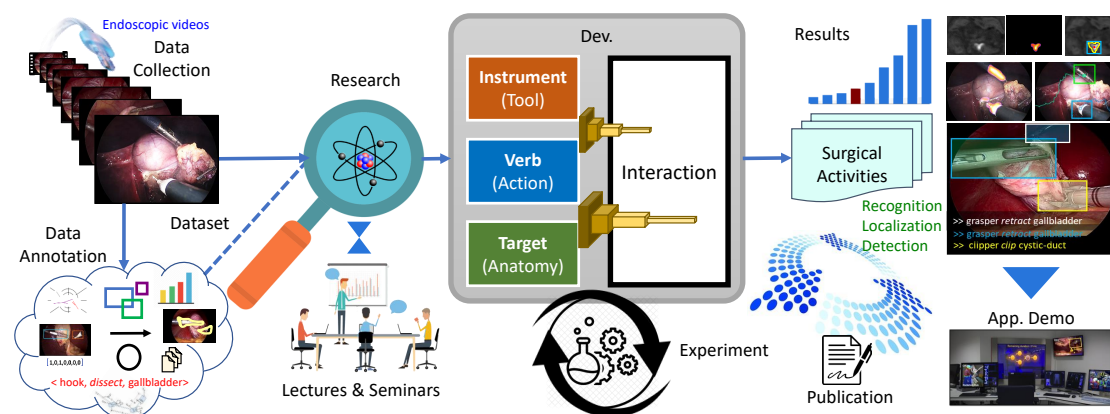 Endoscopic videos
Data
Collection
Research
Dev.
Instrument
(Tool)
Verb
(Action)
Target
(Anatomy)
Interaction
Results
Surgical
Activities
Recognition
Localization
Detection
>> grasper retract gallbladder
>> grasper retract gallbladder
>> clipper clip cystic-duct
Dataset
Data
Annotation
[1,0,1,0,0,0,0]
< hook, dissect, gallbladder>
Lectures & Seminars
Experiment
Publication
App. Demo